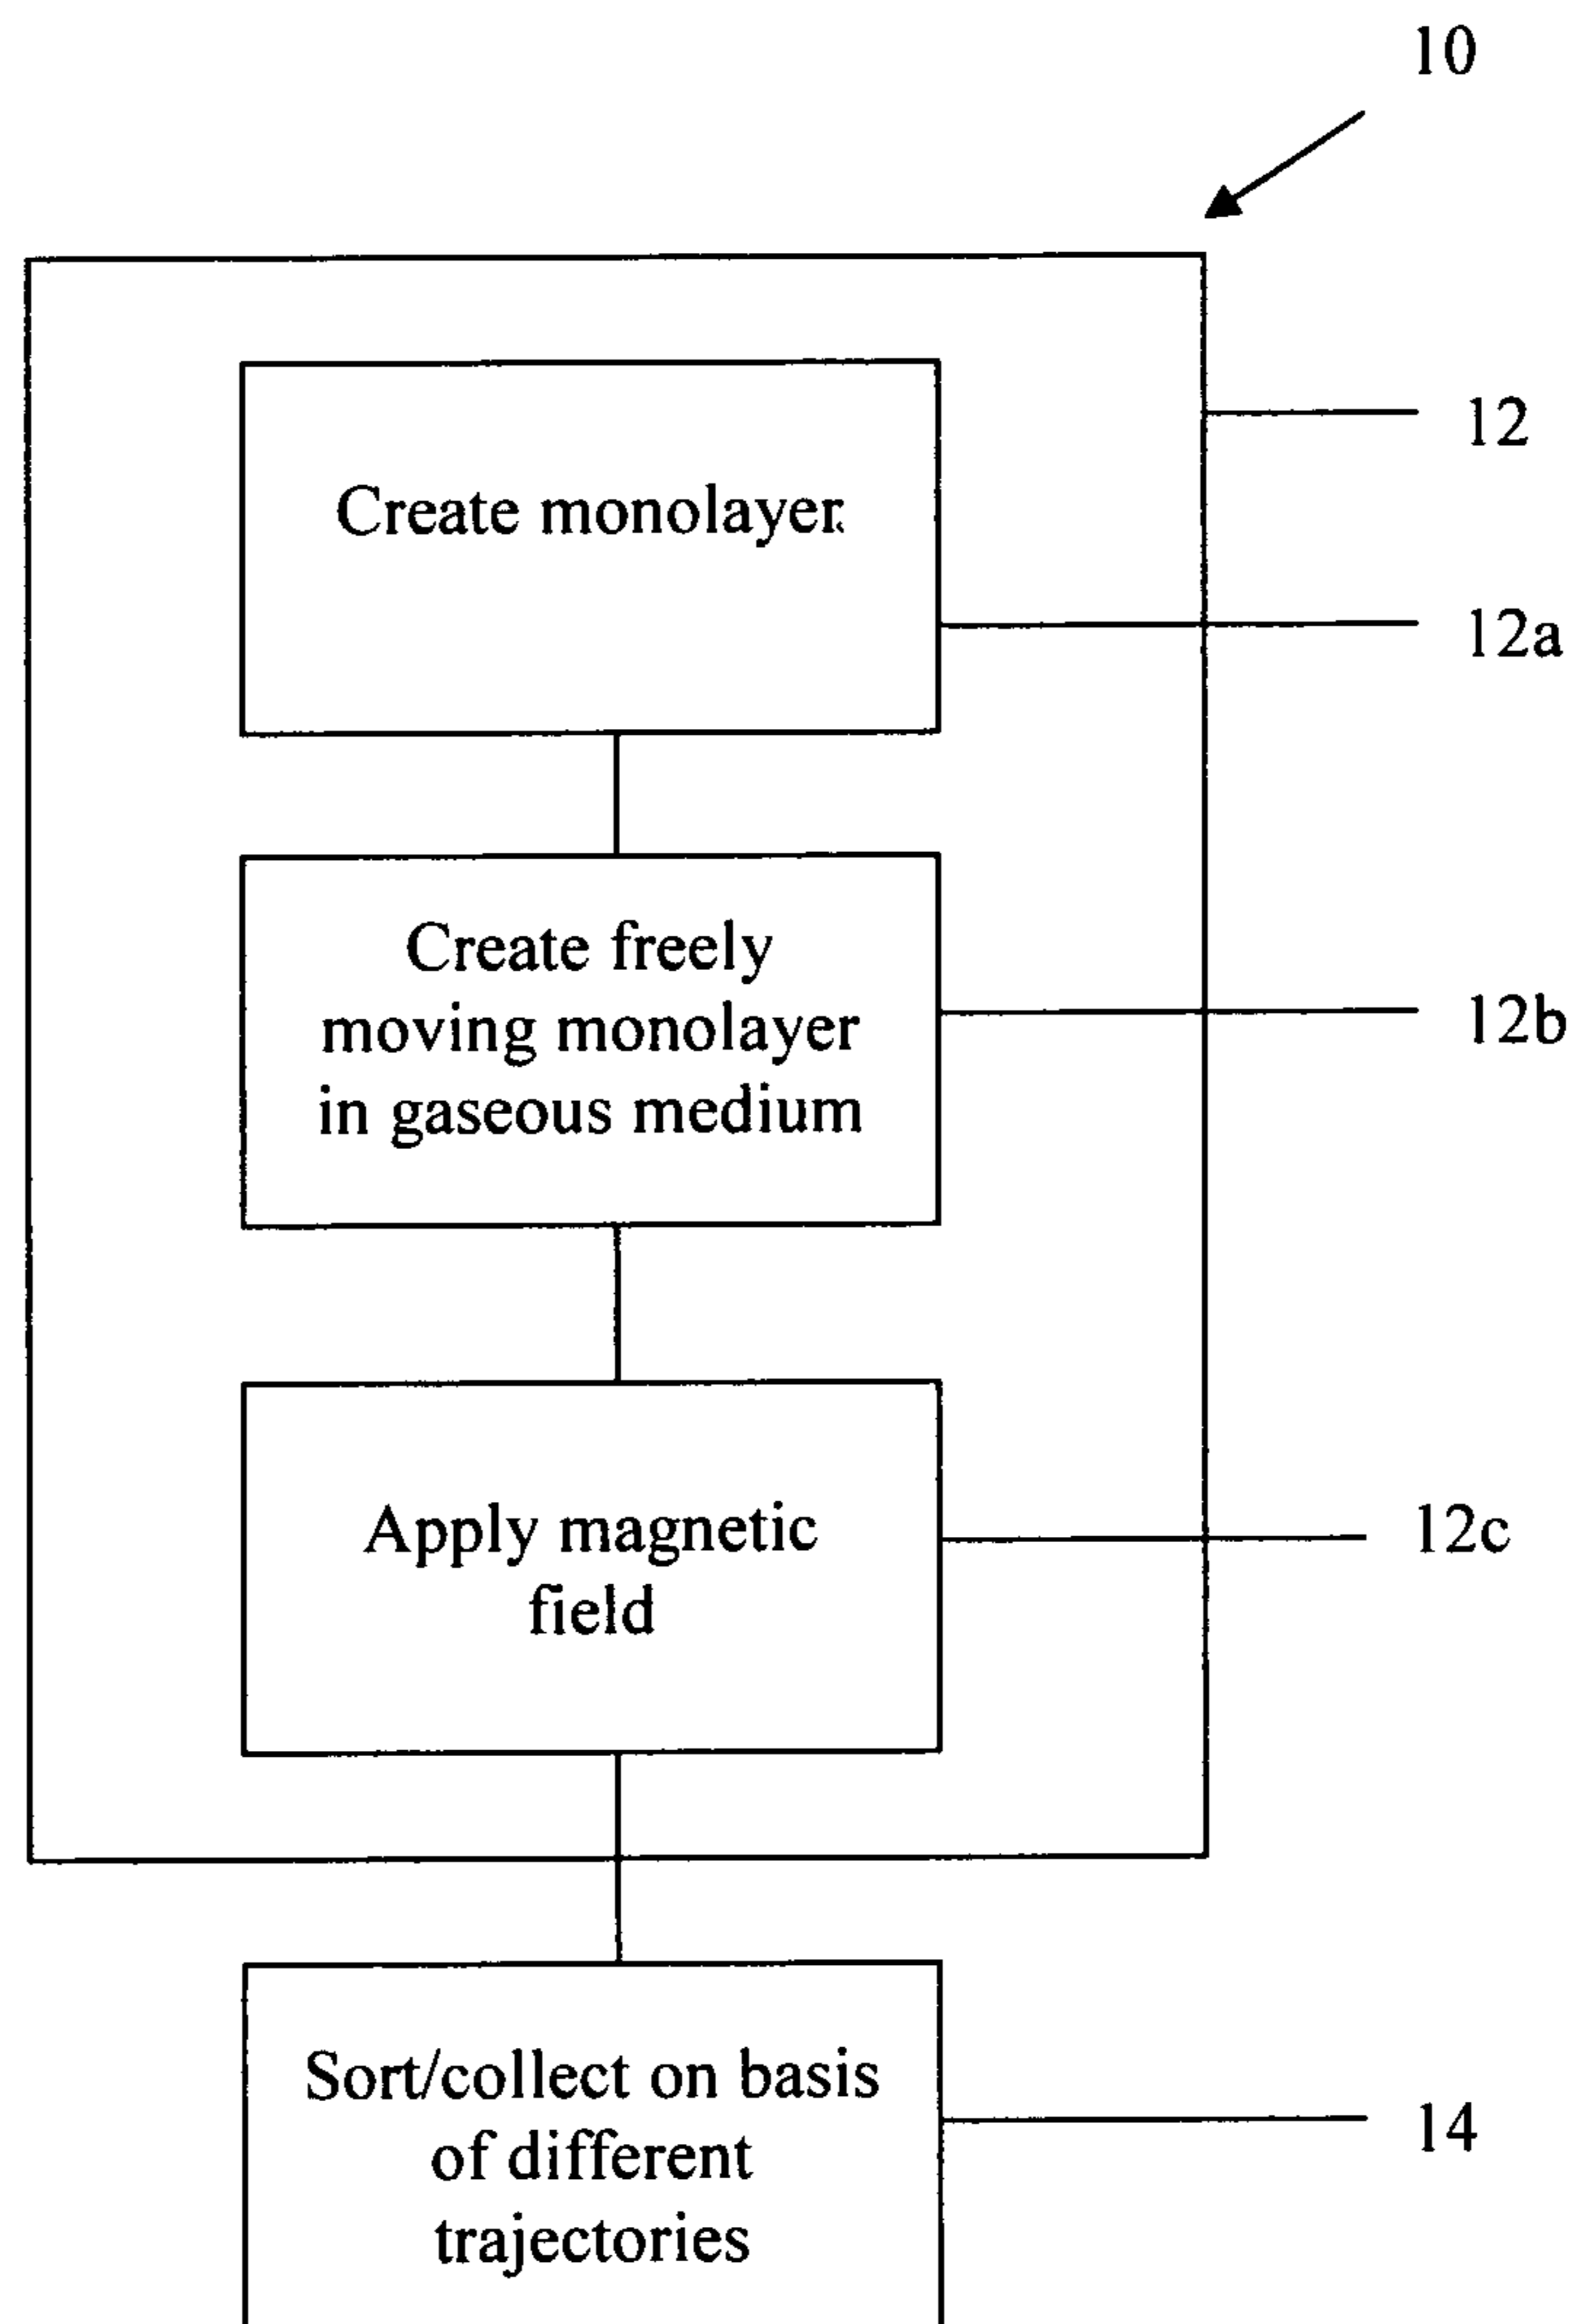 10
12
Create monolayer
12a
Create freely
moving monolayer
in gaseous medium
12b
Apply magnetic
field
12c
Sort/collect on basis
of different
trajectories
14